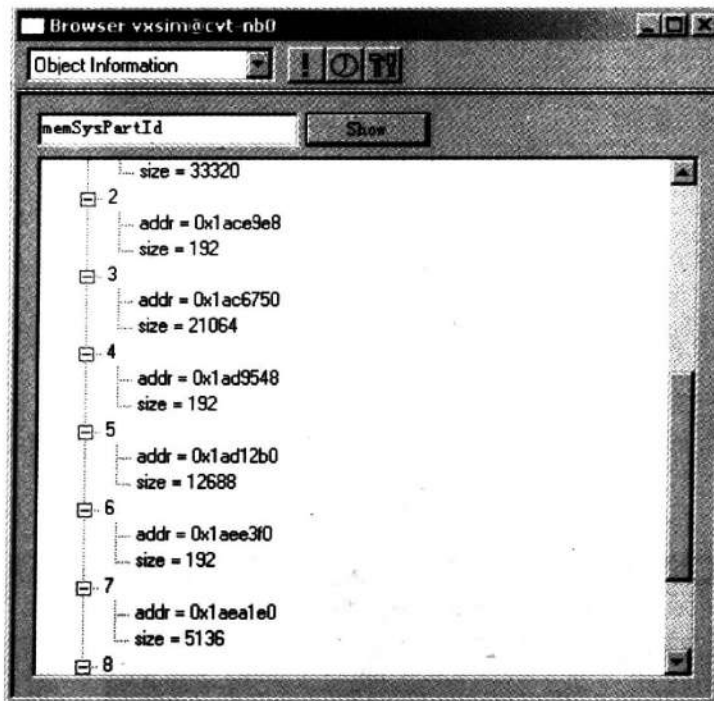 Browser vxsim@cvt-nb0
Object Information
memSysPartId
Show
size = 33320
2
addr = 0x1ace9e8
size = 192
3
addr = 0x1ac6750
size = 21064
4
addr = 0x1ad9548
size = 192
5
addr = 0x1ad12b0
size = 12688
6
addr = 0x1aee3f0
size = 192
7
addr = 0x1aea1e0
size = 5136
8